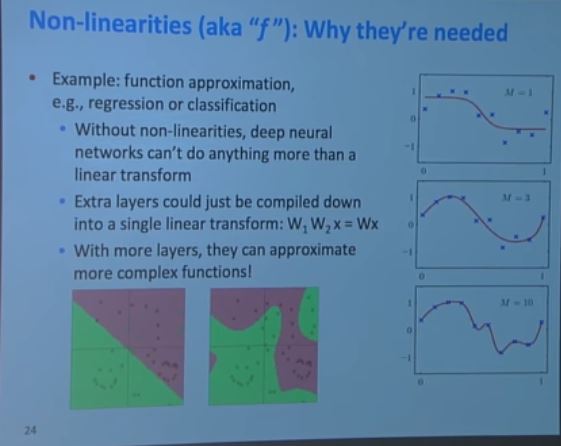 Non-linearities (aka "f"): Why they're needed
• Example: function approximation,
e.g., regression or classification
• Without non-linearities, deep neural
networks can't do anything more than a
linear transform
• Extra layers could just be compiled down
into a single linear transform: W₁ W₂ x = Wx
• With more layers, they can approximate
more complex functions!
M = 1
1
0
−1
0 1
M = 3
1
0
−1
0 1
M = 10
1
0
−1
0 1
24